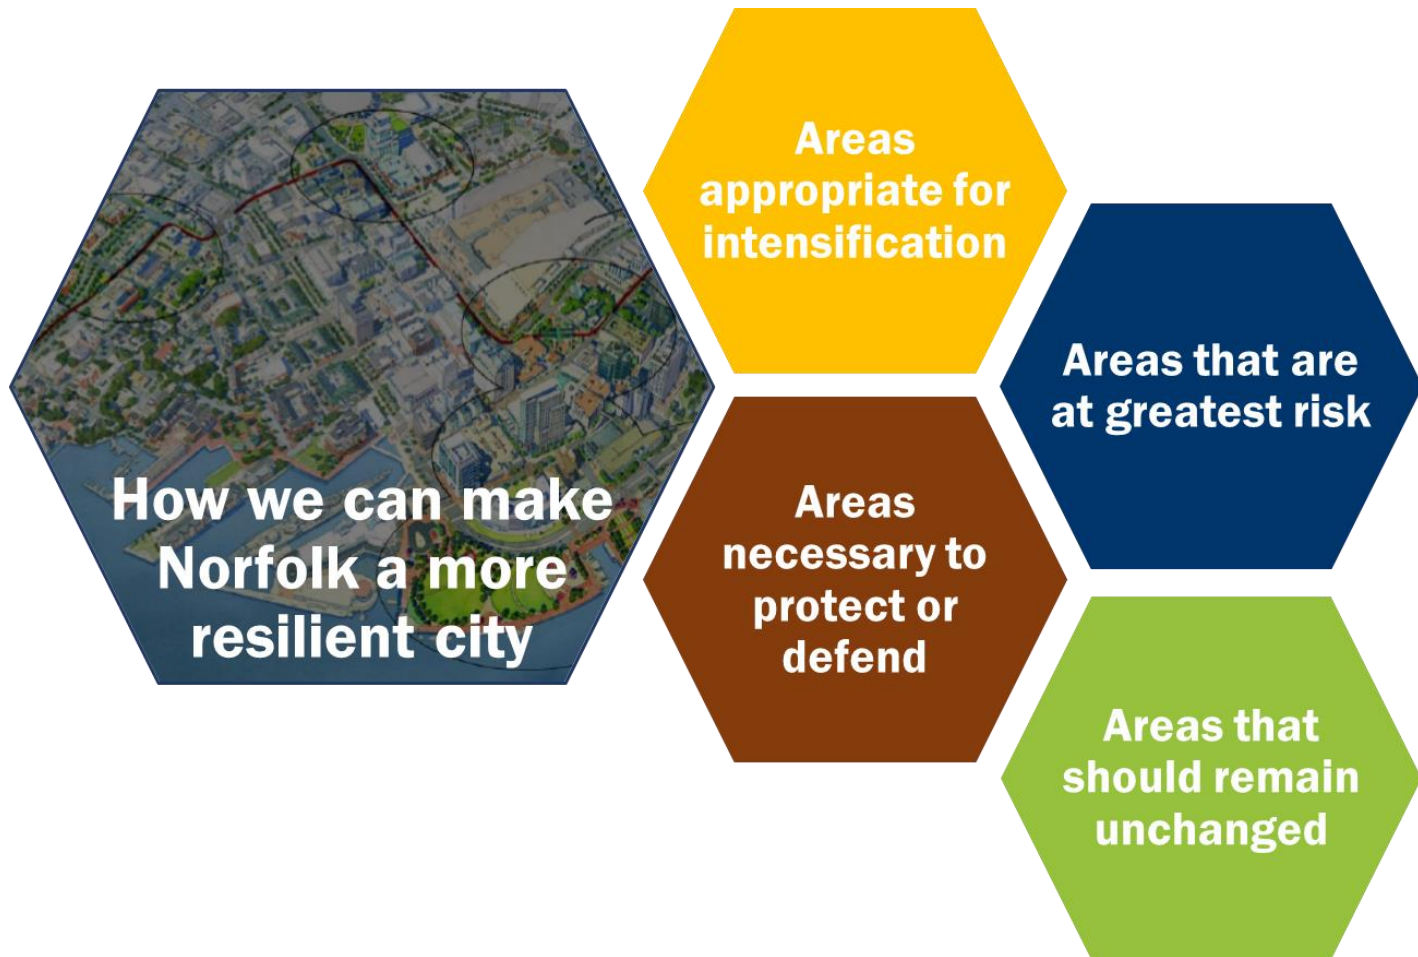 How we can make
Norfolk a more
resilient city
Areas
appropriate for
intensification
Areas that are
at greatest risk
Areas
necessary to
protect or
defend
Areas that
should remain
unchanged